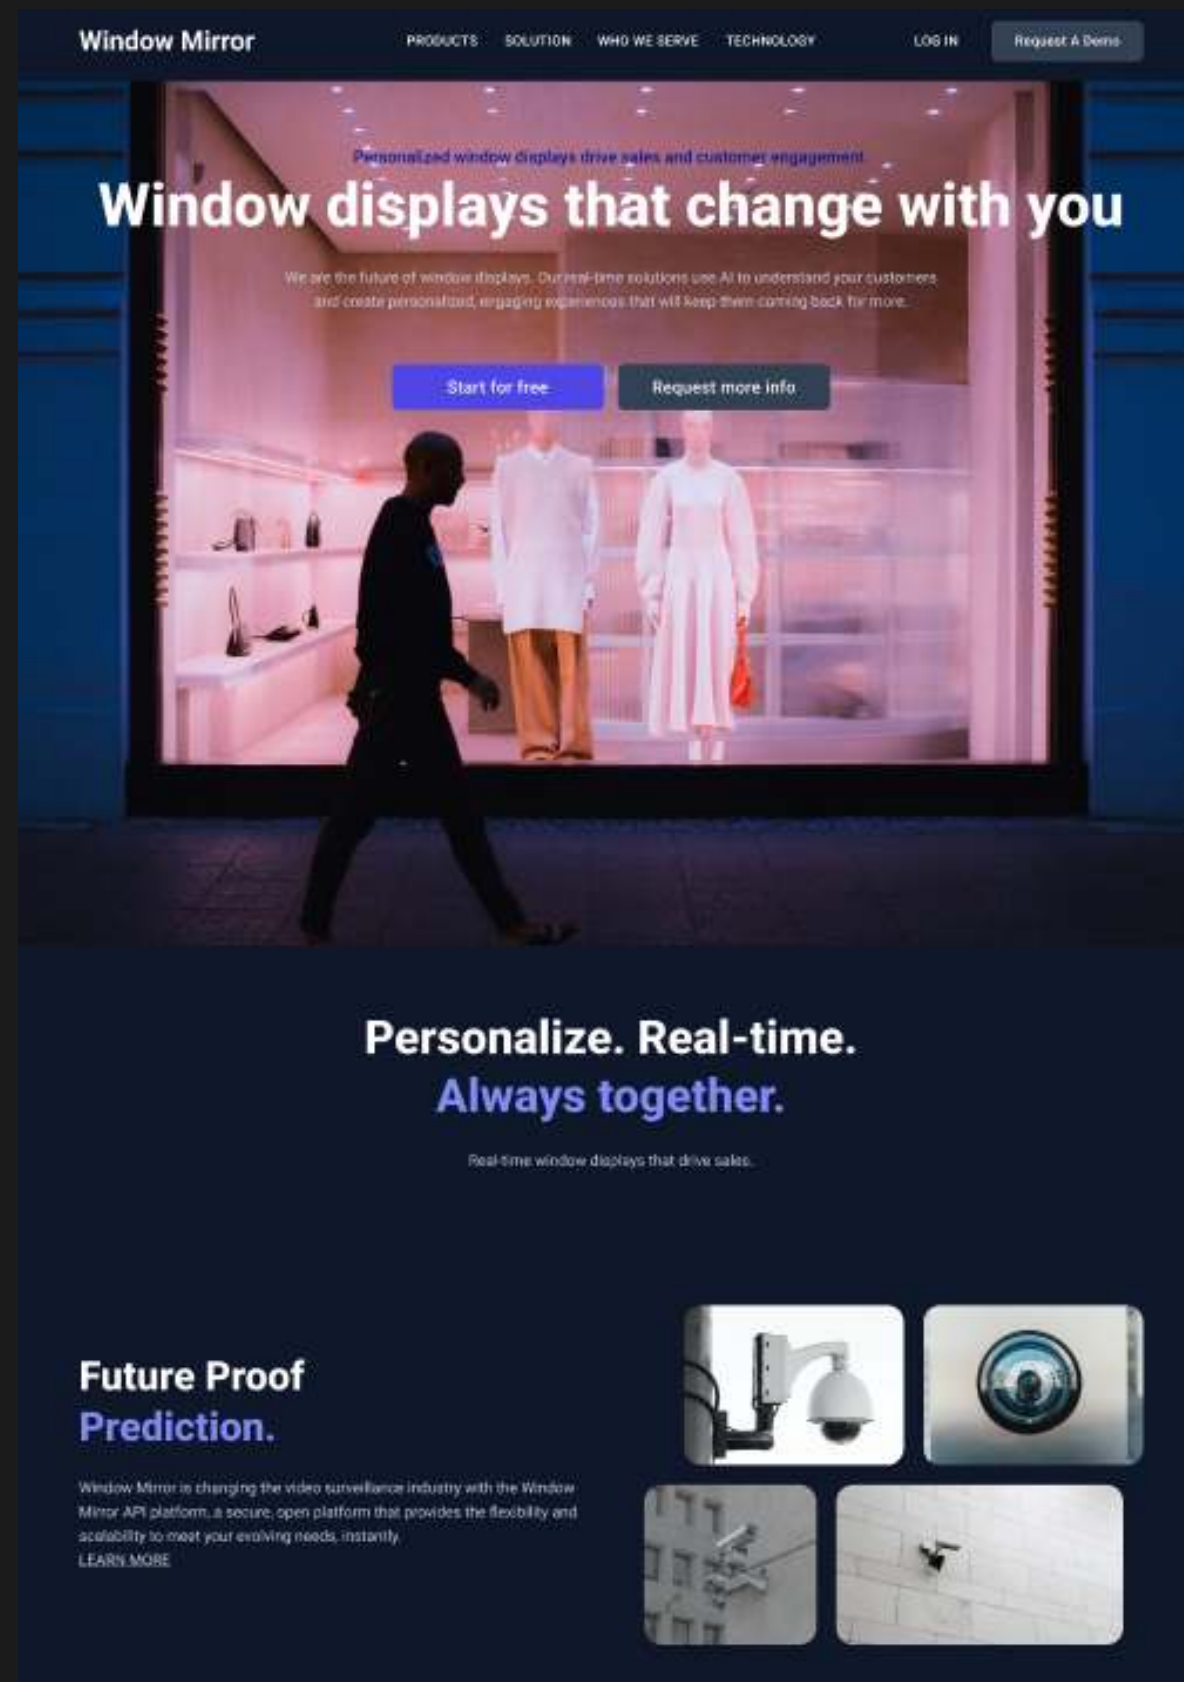 Window Mirror
PRODUCTS SOLUTION WHO WE SERVE TECHNOLOGY LOG IN Request A Demo
Personalized window displays drive sales and customer engagement.
Window displays that change with you
We are the future of window displays. Our real-time solutions use AI to understand your customers
and create personalized, engaging experiences that will keep them coming back for more.
Start for free Request more info
Personalize. Real-time.
Always together.
Real-time window displays that drive sales.
Future Proof
Prediction.
Window Mirror is changing the video surveillance industry with the Window
Mirror API platform, a secure, open platform that provides the flexibility and
scalability to meet your evolving needs, instantly.
LEARN MORE